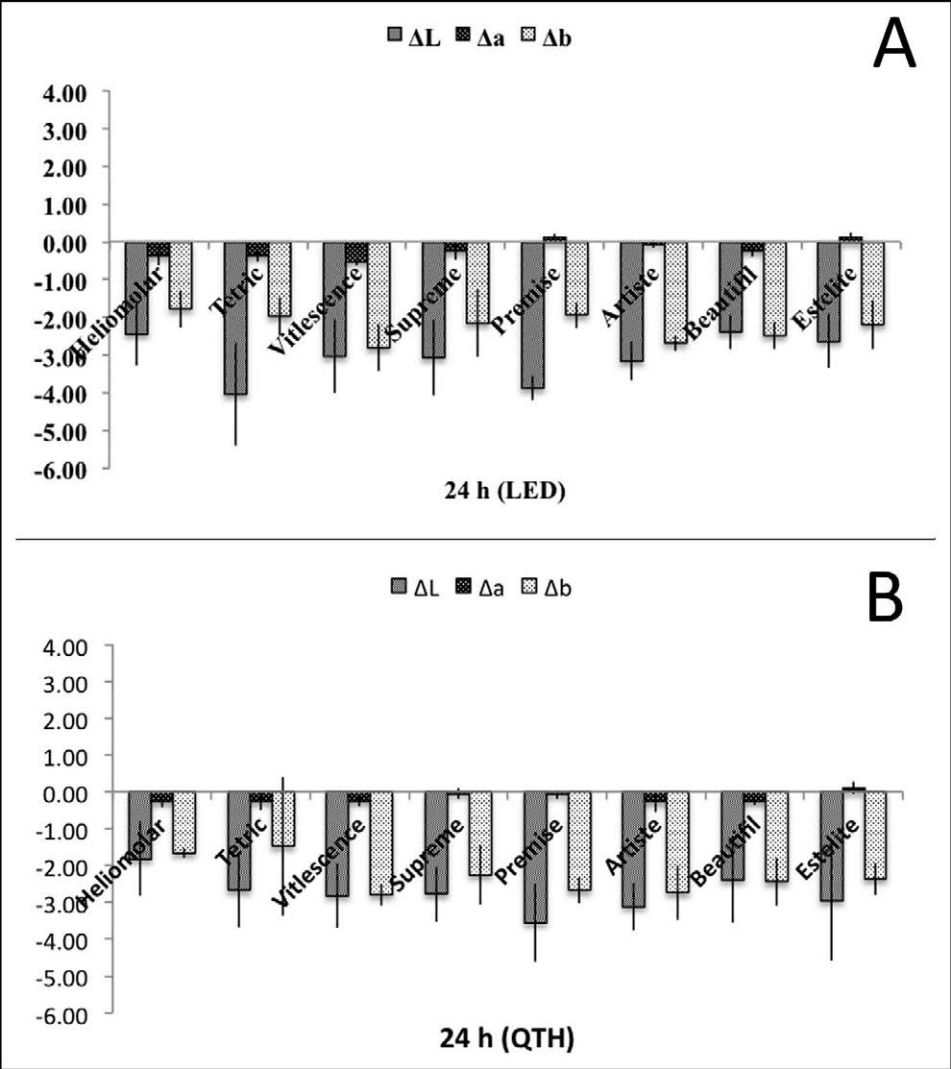 ΔL Δa Δb
A
4.00
3.00
2.00
1.00
0.00
-1.00
-2.00
-3.00
-4.00
-5.00
-6.00
Heliomolar Tetric Vitlescence Supreme Premise Artiste Beautifil Estelite
24 h (LED)
ΔL Δa Δb
B
4.00
3.00
2.00
1.00
0.00
-1.00
-2.00
-3.00
-4.00
-5.00
-6.00
Heliomolar Tetric Vitlescence Supreme Premise Artiste Beautifil Estelite
24 h (QTH)